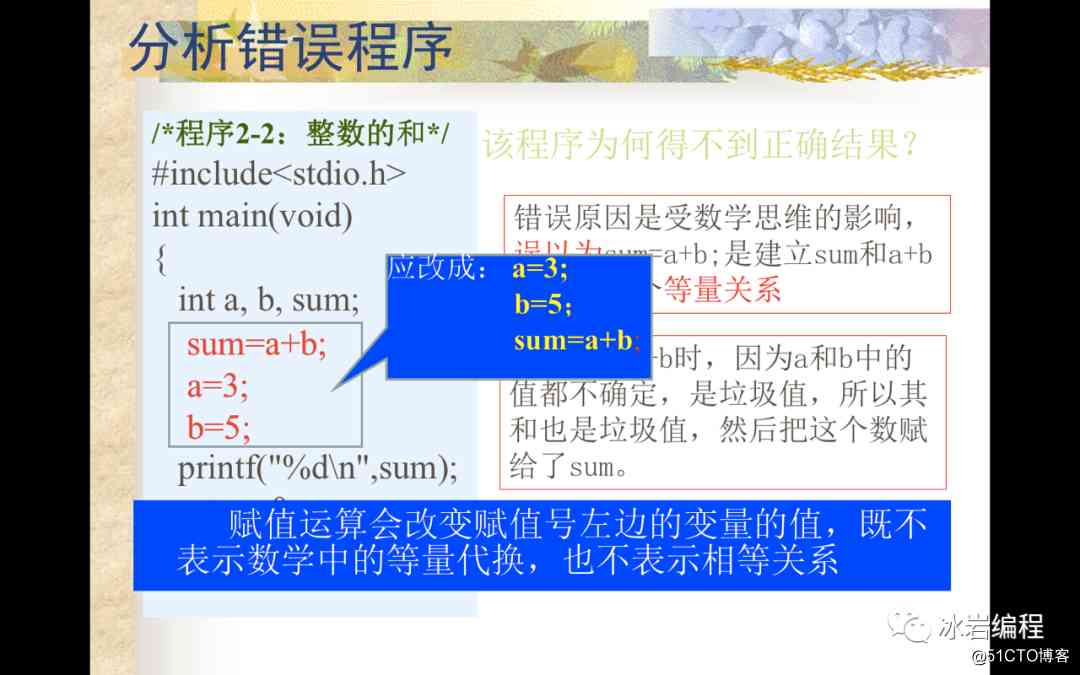 分析错误程序
/*程序2-2：整数的和*/
#include<stdio.h>
int main(void)
{
int a, b, sum;
sum=a+b;
a=3;
b=5;
printf("%d\n",sum);
该程序为何得不到正确结果？
错误原因是受数学思维的影响，
误以为sum=a+b;是建立sum和a+b
个等量关系
+b时，因为a和b中的
值都不确定，是垃圾值，所以其
和也是垃圾值，然后把这个数赋
给了sum。
应改成： a=3;
b=5;
sum=a+b;
赋值运算会改变赋值号左边的变量的值，既不
表示数学中的等量代换，也不表示相等关系
冰岩编程
@51CTO博客